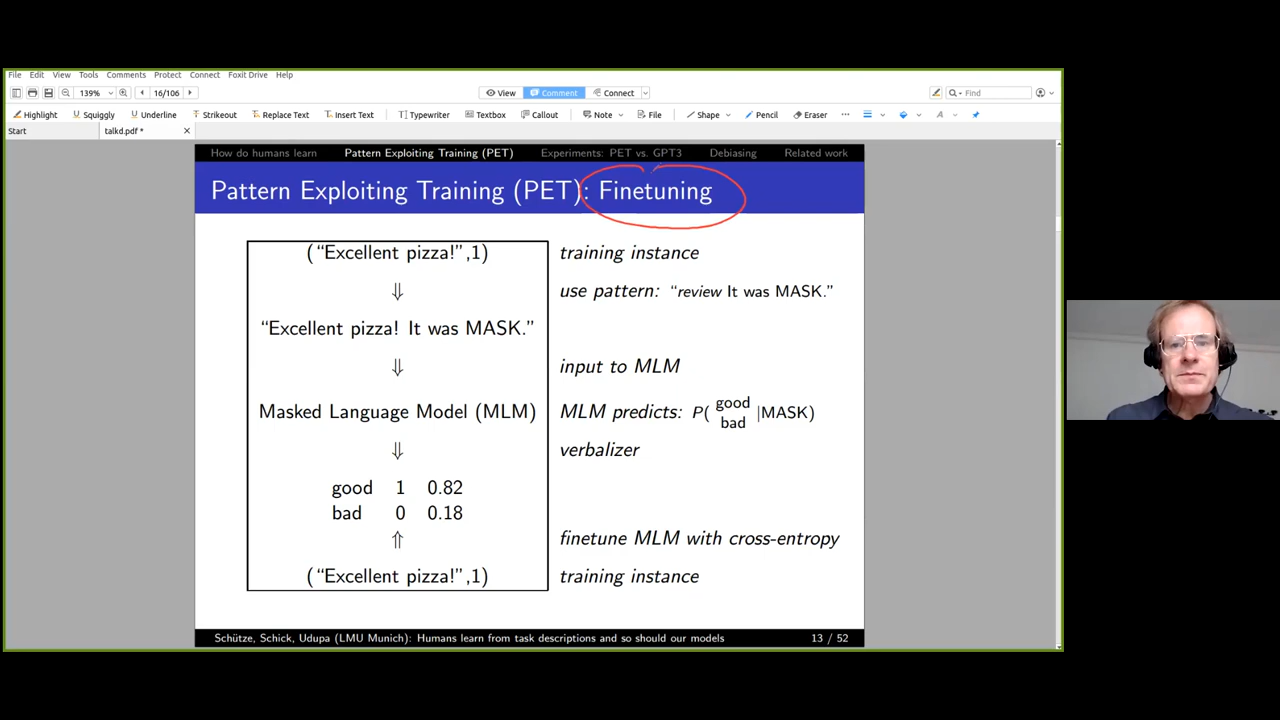 File Edit View Tools Comments Protect Connect Foxit Drive Help
139% 16/106 View Comment Connect Find
Highlight Squiggly Underline Strikeout Replace Text Insert Text Typewriter Textbox Callout Note File Shape Pencil Eraser
Start talkd.pdf *
How do humans learn Pattern Exploiting Training (PET) Experiments: PET vs. GPT3 Debiasing Related work
Pattern Exploiting Training (PET): Finetuning
(“Excellent pizza!”,1) training instance
⇓ use pattern: “review It was MASK.”
“Excellent pizza! It was MASK.”
⇓ input to MLM
Masked Language Model (MLM) MLM predicts: P( good bad |MASK)
⇓ verbalizer
good 1 0.82
bad 0 0.18
⇑ finetune MLM with cross-entropy
(“Excellent pizza!”,1) training instance
Schütze, Schick, Udupa (LMU Munich): Humans learn from task descriptions and so should our models 13 / 52